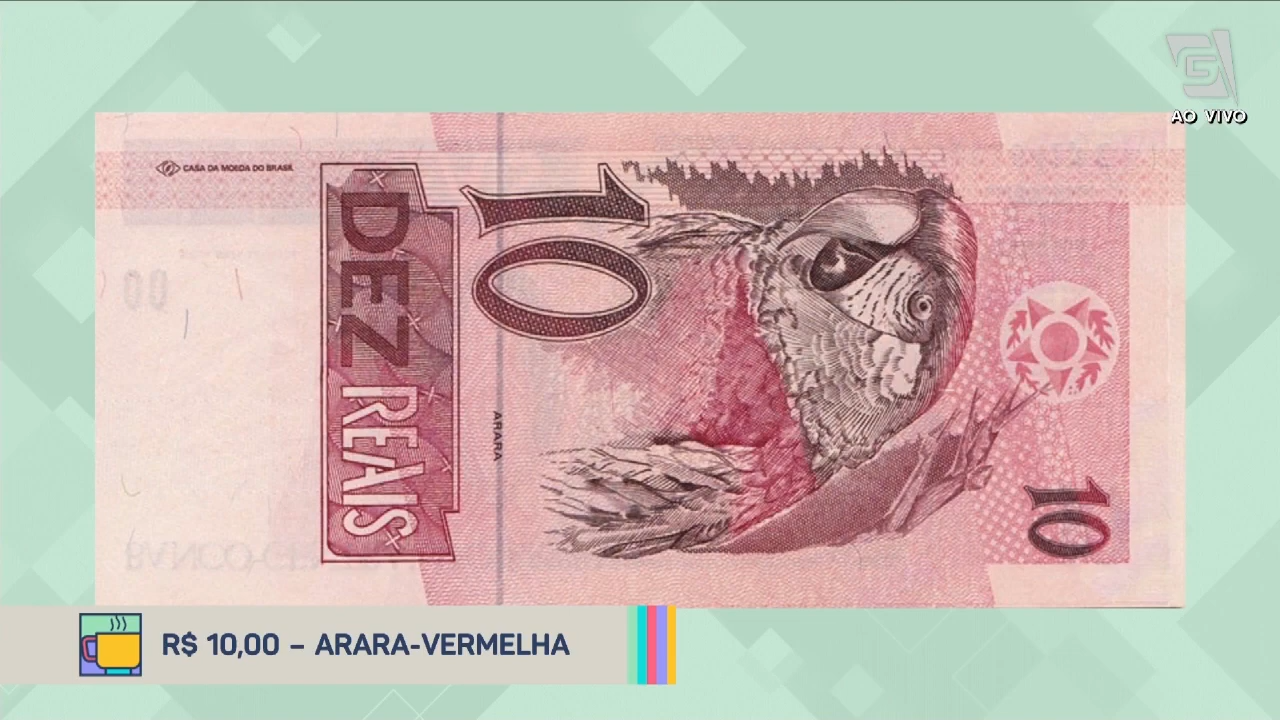 AO VIVO
CASA DA MOEDA DO BRASIL
DEZ
REAIS
10
ARARA
10
R$ 10,00 – ARARA-VERMELHA